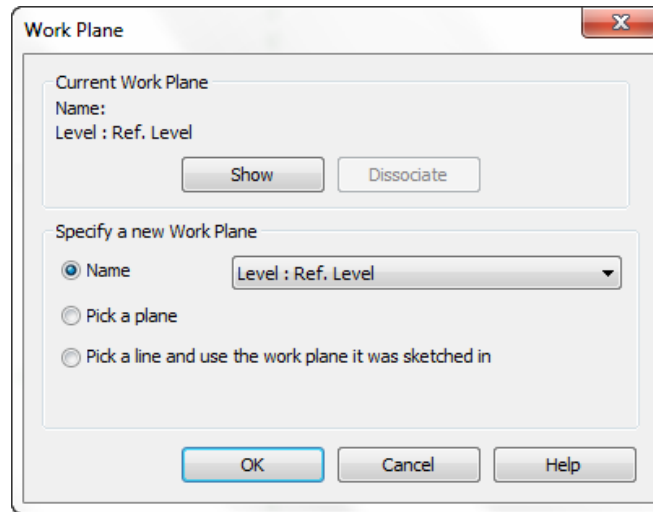 Work Plane
Current Work Plane
Name:
Level : Ref. Level
Show
Dissociate
Specify a new Work Plane
Name
Level : Ref. Level
Pick a plane
Pick a line and use the work plane it was sketched in
OK
Cancel
Help